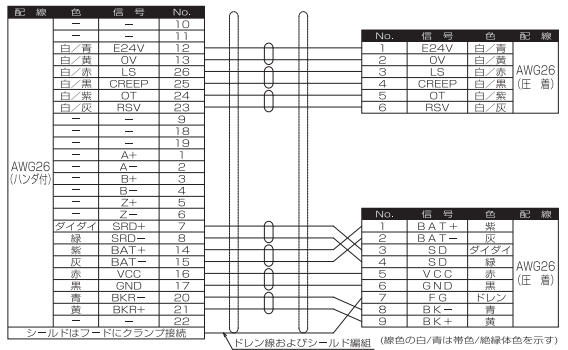 配 線 色 信 号 No.
AWG26
(ハンダ付)
− − 10
− − 11
白／青 E24V 12
白／黄 0V 13
白／赤 LS 26
白／黒 CREEP 25
白／紫 OT 24
白／灰 RSV 23
− − 9
− − 18
− − 19
− A+ 1
− A− 2
− B+ 3
− B− 4
− Z+ 5
− Z− 6
ダイダイ SRD+ 7
緑 SRD− 8
紫 BAT+ 14
灰 BAT− 15
赤 VCC 16
黒 GND 17
青 BKR− 20
黄 BKR+ 21
− − 22
シールドはフードにクランプ接続
No. 信 号 色 配 線
1 E24V 白／青
2 0V 白／黄
3 LS 白／赤
4 CREEP 白／黒
5 OT 白／紫
6 RSV 白／灰
AWG26
(圧 着)
No. 信 号 色 配 線
1 BAT+ 紫
2 BAT− 灰
3 SD ダイダイ
4 SD 緑
5 VCC 赤
6 GND 黒
7 FG ドレン
8 BK− 青
9 BK+ 黄
AWG26
(圧 着)
ドレン線およびシールド編組
(線色の白/青は帯色/絶縁体色を示す)